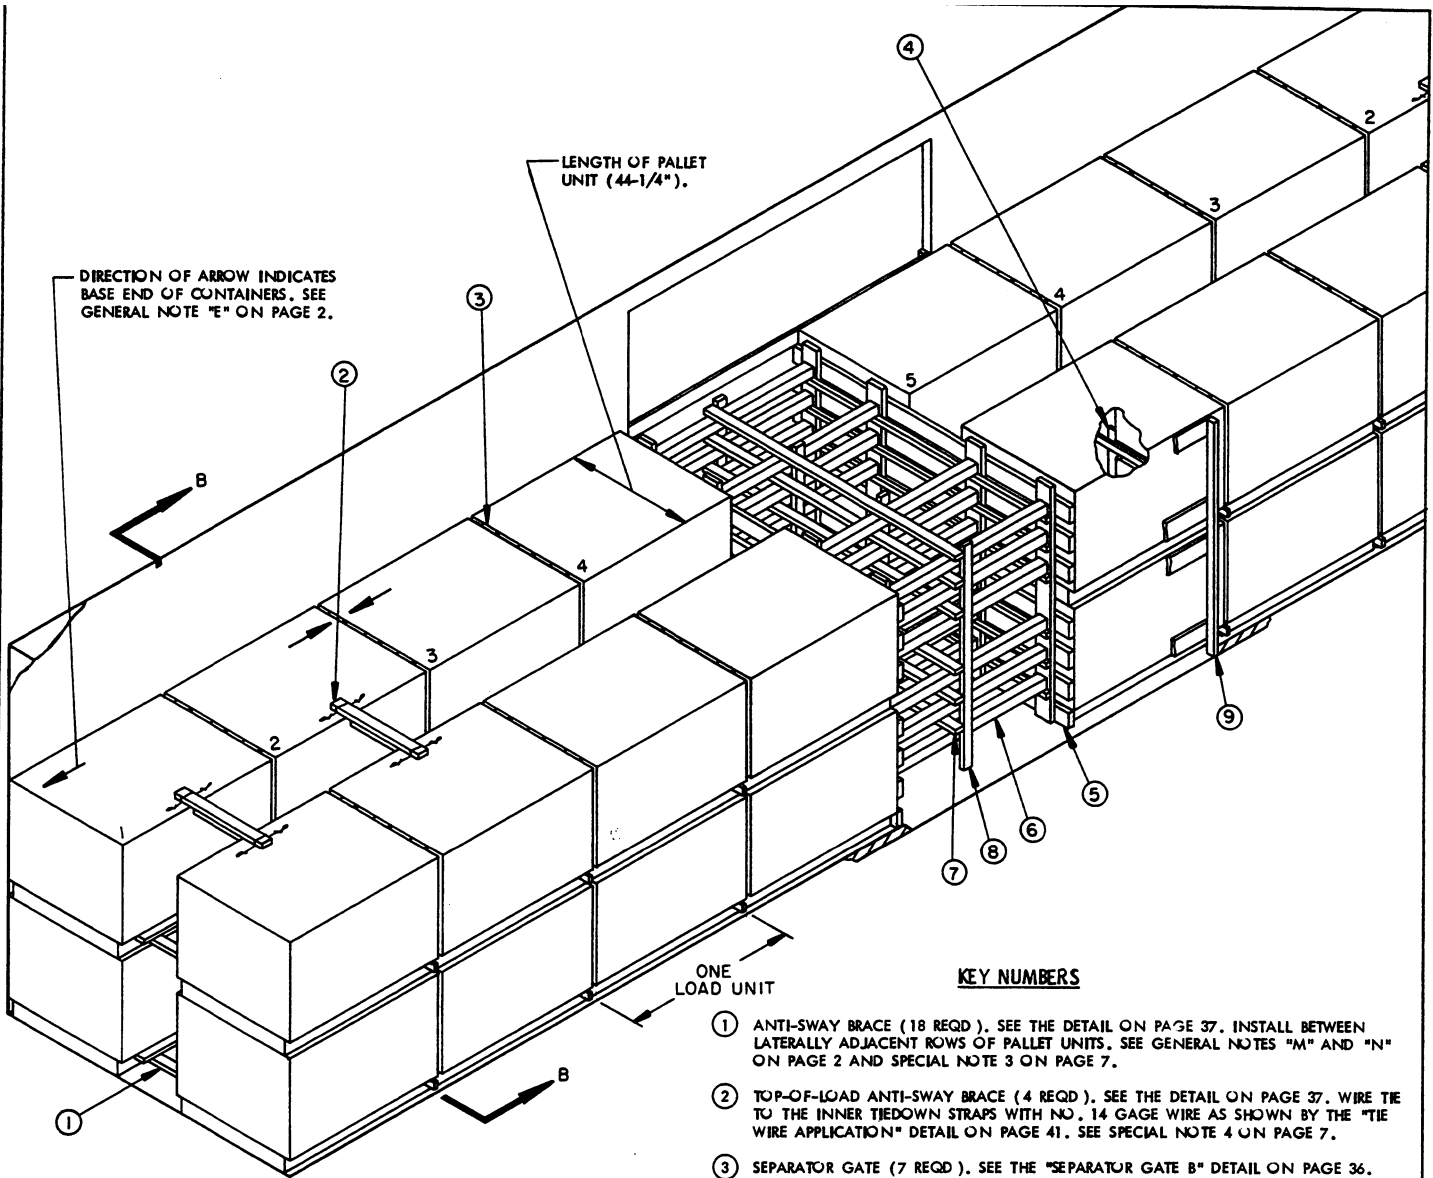 ④
2
LENGTH OF PALLET
UNIT (44-1/4").
3
DIRECTION OF ARROW INDICATES
BASE END OF CONTAINERS. SEE
GENERAL NOTE "E" ON PAGE 2.
③
4
②
5
B
4
3
2
1
⑨
⑤
⑥
⑧
⑦
ONE
LOAD UNIT
B
①
KEY NUMBERS
① ANTI-SWAY BRACE (18 REQD). SEE THE DETAIL ON PAGE 37. INSTALL BETWEEN
LATERALLY ADJACENT ROWS OF PALLET UNITS. SEE GENERAL NOTES "M" AND "N"
ON PAGE 2 AND SPECIAL NOTE 3 ON PAGE 7.
② TOP-OF-LOAD ANTI-SWAY BRACE (4 REQD). SEE THE DETAIL ON PAGE 37. WIRE TIE
TO THE INNER TIEDOWN STRAPS WITH NO. 14 GAGE WIRE AS SHOWN BY THE "TIE
WIRE APPLICATION" DETAIL ON PAGE 41. SEE SPECIAL NOTE 4 ON PAGE 7.
③ SEPARATOR GATE (7 REQD). SEE THE "SEPARATOR GATE B" DETAIL ON PAGE 36.